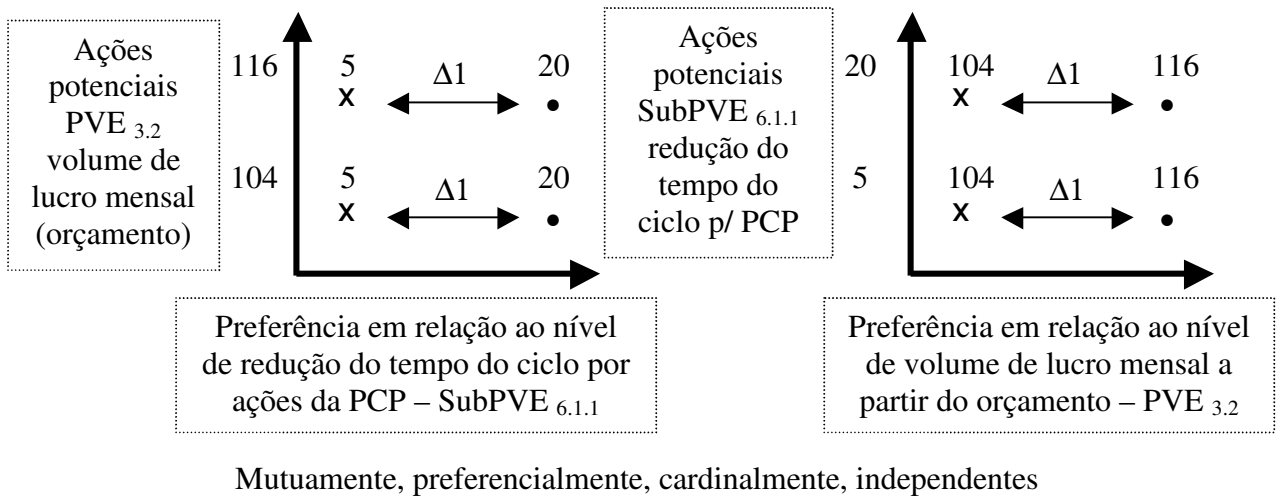 Ações
potenciais
PVE 3.2
volume de
lucro mensal
(orçamento)
116
5
x
Δ1
20
•
104
5
x
Δ1
20
•
Preferência em relação ao nível
de redução do tempo do ciclo por
ações da PCP – SubPVE 6.1.1
Ações
potenciais
SubPVE 6.1.1
redução do
tempo do
ciclo p/ PCP
20
104
x
Δ1
116
•
5
104
x
Δ1
116
•
Preferência em relação ao nível
de volume de lucro mensal a
partir do orçamento – PVE 3.2
Mutuamente, preferencialmente, cardinalmente, independentes